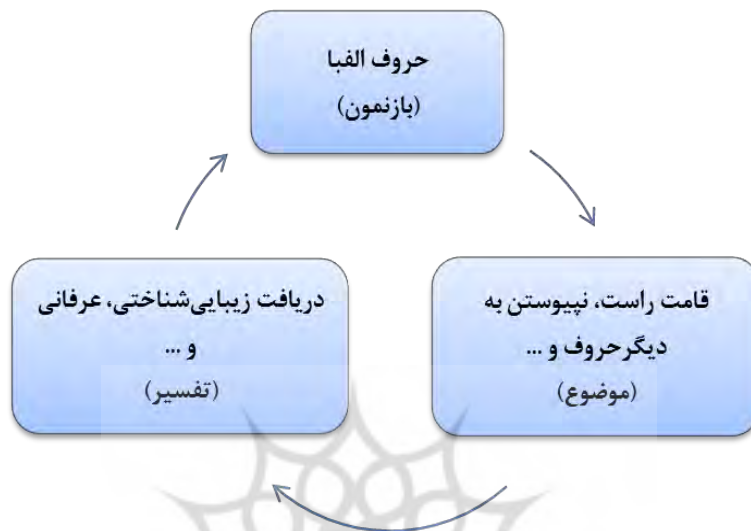 حروف الفبا
(بازنمون)
قامت راست، نپیوستن به
دیگرحروف و ...
(موضوع)
دریافت زیبایی‌شناختی، عرفانی
و ...
(تفسیر)